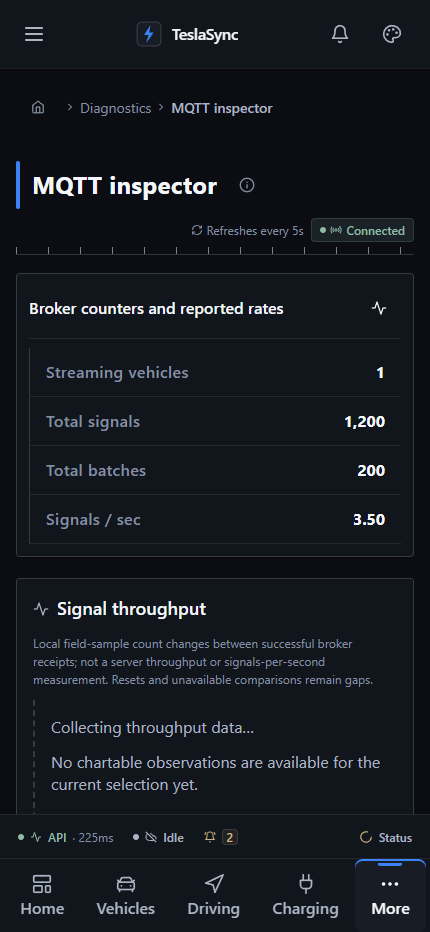 TeslaSync
Diagnostics MQTT inspector
MQTT inspector
Refreshes every 5s Connected
Broker counters and reported rates
Streaming vehicles 1
Total signals 1,200
Total batches 200
Signals / sec 3.50
Signal throughput
Local field-sample count changes between successful broker
receipts; not a server throughput or signals-per-second
measurement. Resets and unavailable comparisons remain gaps.
Collecting throughput data...
No chartable observations are available for the
current selection yet.
API · 225ms Idle 2 Status
Home Vehicles Driving Charging More